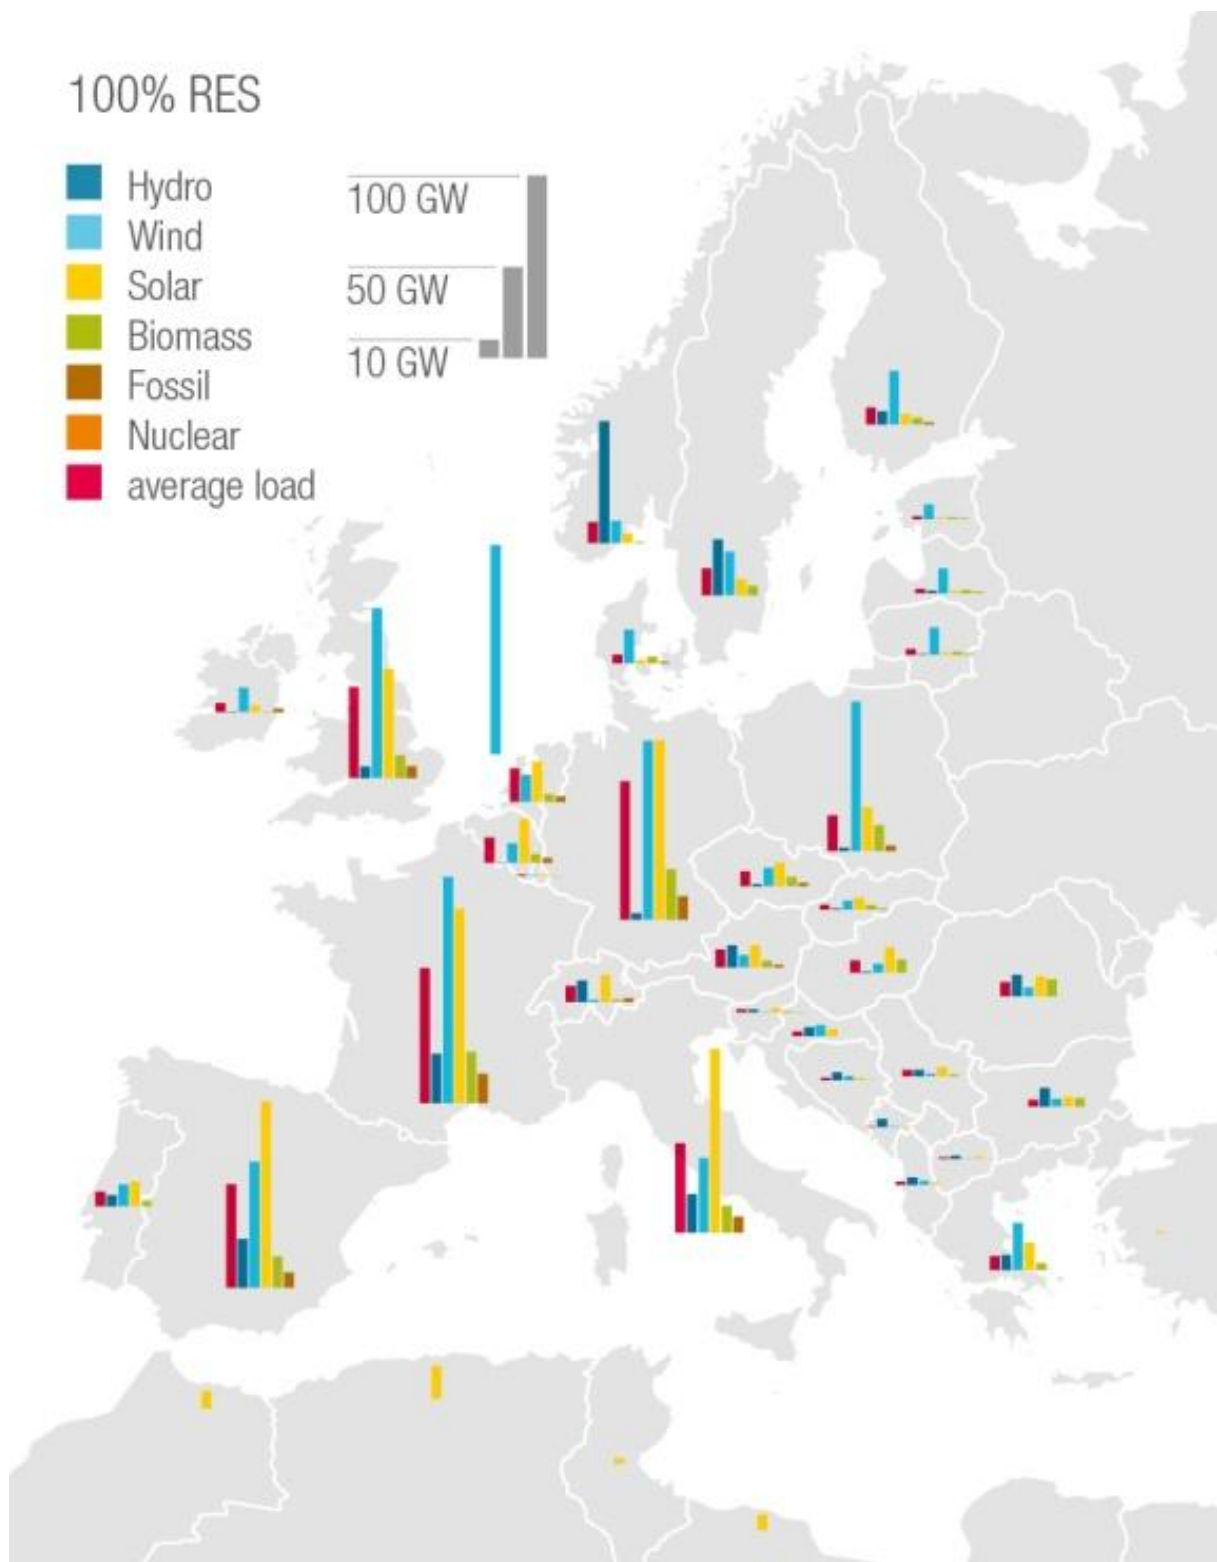 100% RES
Hydro
Wind
Solar
Biomass
Fossil
Nuclear
average load
100 GW
50 GW
10 GW